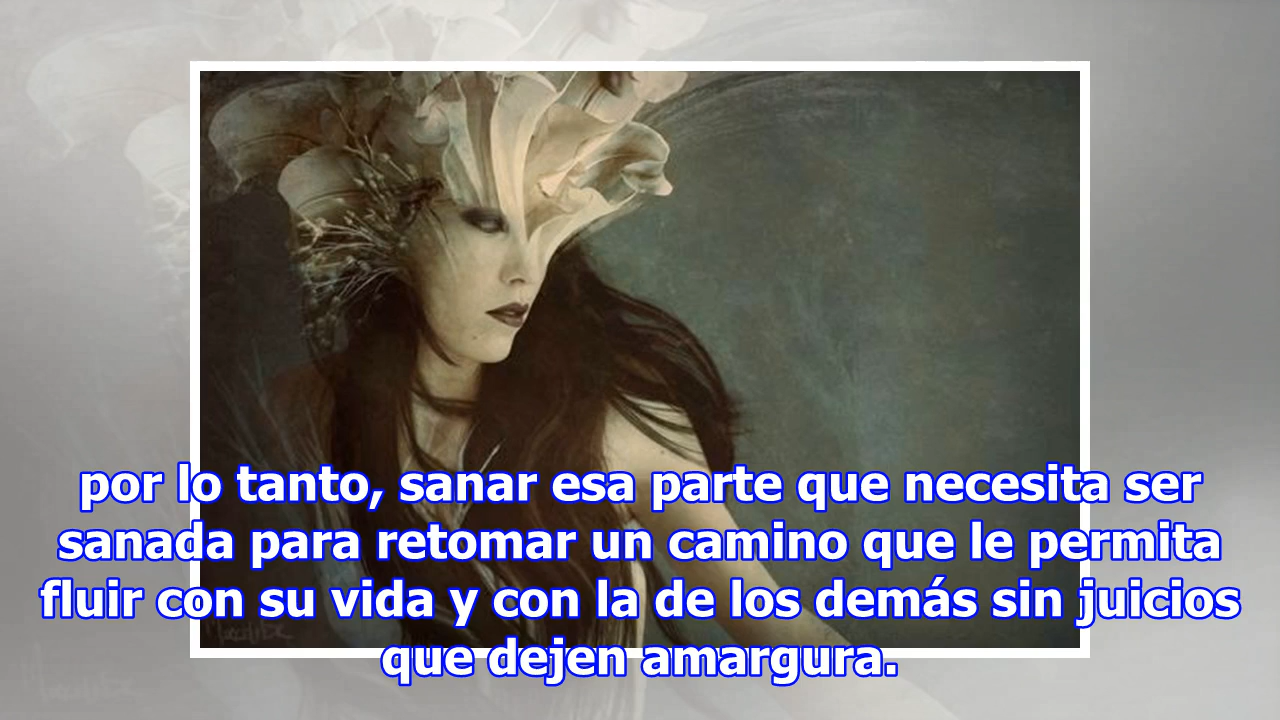 por lo tanto, sanar esa parte que necesita ser
sanada para retomar un camino que le permita
fluir con su vida y con la de los demás sin juicios
que dejen amargura.